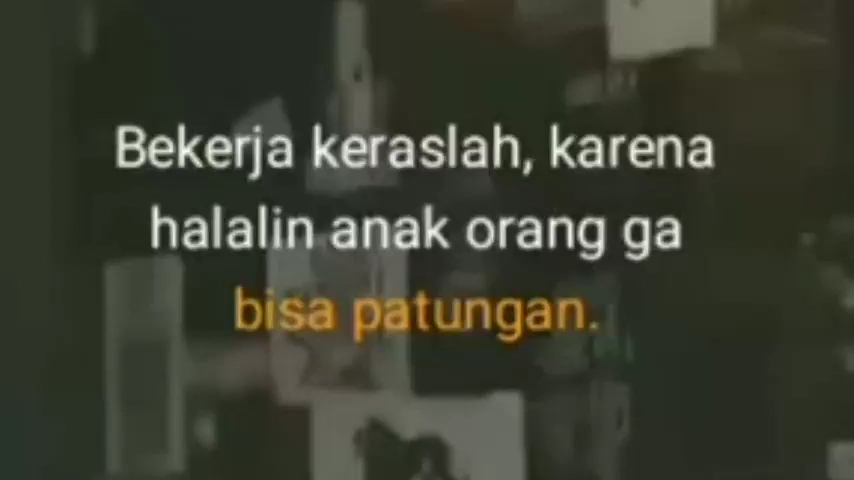 Bekerja keraslah, karena
halalin anak orang ga
bisa patungan.